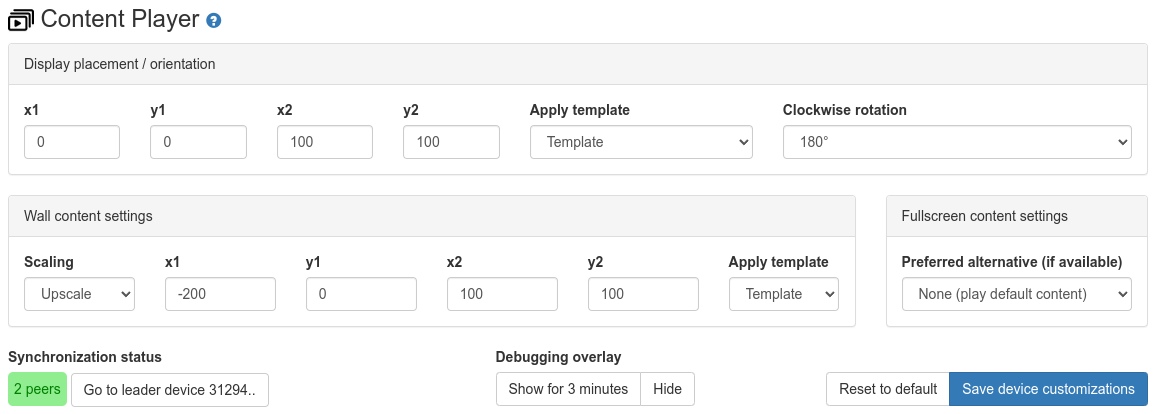 Content Player ?
Display placement / orientation
x1 y1 x2 y2 Apply template Clockwise rotation
0 0 100 100 Template 180°
Wall content settings Fullscreen content settings
Scaling x1 y1 x2 y2 Apply template Preferred alternative (if available)
Upscale -200 0 100 100 Template None (play default content)
Synchronization status Debugging overlay
2 peers Go to leader device 31294.. Show for 3 minutes Hide Reset to default Save device customizations